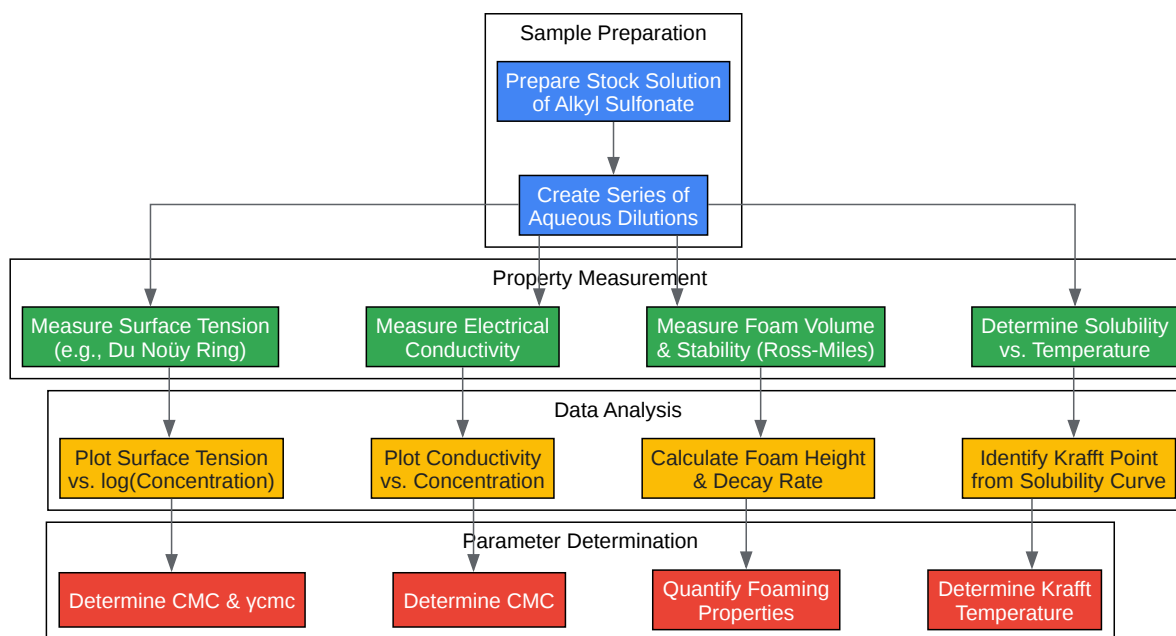 Sample Preparation
Prepare Stock Solution
of Alkyl Sulfonate
Create Series of
Aqueous Dilutions
Property Measurement
Measure Surface Tension
(e.g., Du Noüy Ring)
Measure Electrical
Conductivity
Measure Foam Volume
& Stability (Ross-Miles)
Determine Solubility
vs. Temperature
Data Analysis
Plot Surface Tension
vs. log(Concentration)
Plot Conductivity
vs. Concentration
Calculate Foam Height
& Decay Rate
Identify Krafft Point
from Solubility Curve
Parameter Determination
Determine CMC & γcmc
Determine CMC
Quantify Foaming
Properties
Determine Krafft
Temperature